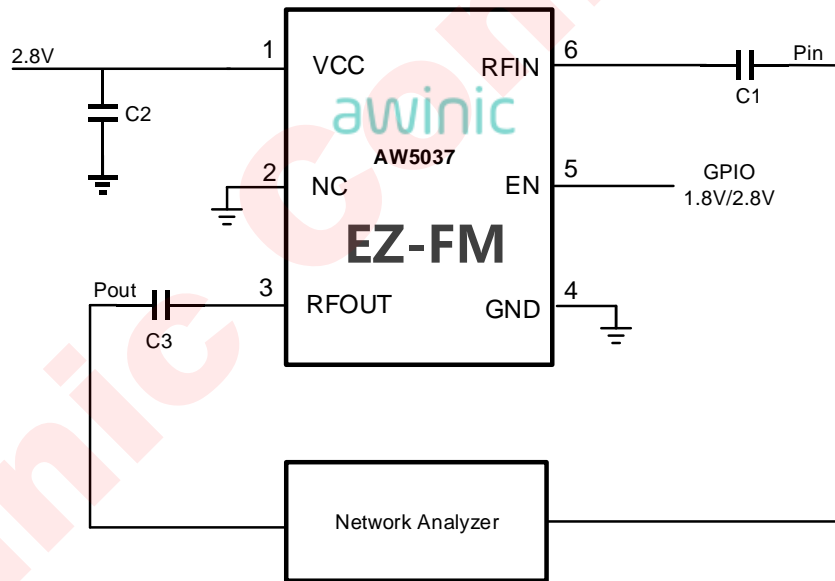 2.8V
1
VCC
C2
2
NC
Pout
C3
3
RFOUT
awinic
AW5037
EZ-FM
RFIN
6
C1
Pin
EN
5
GPIO
1.8V/2.8V
GND
4
Network Analyzer